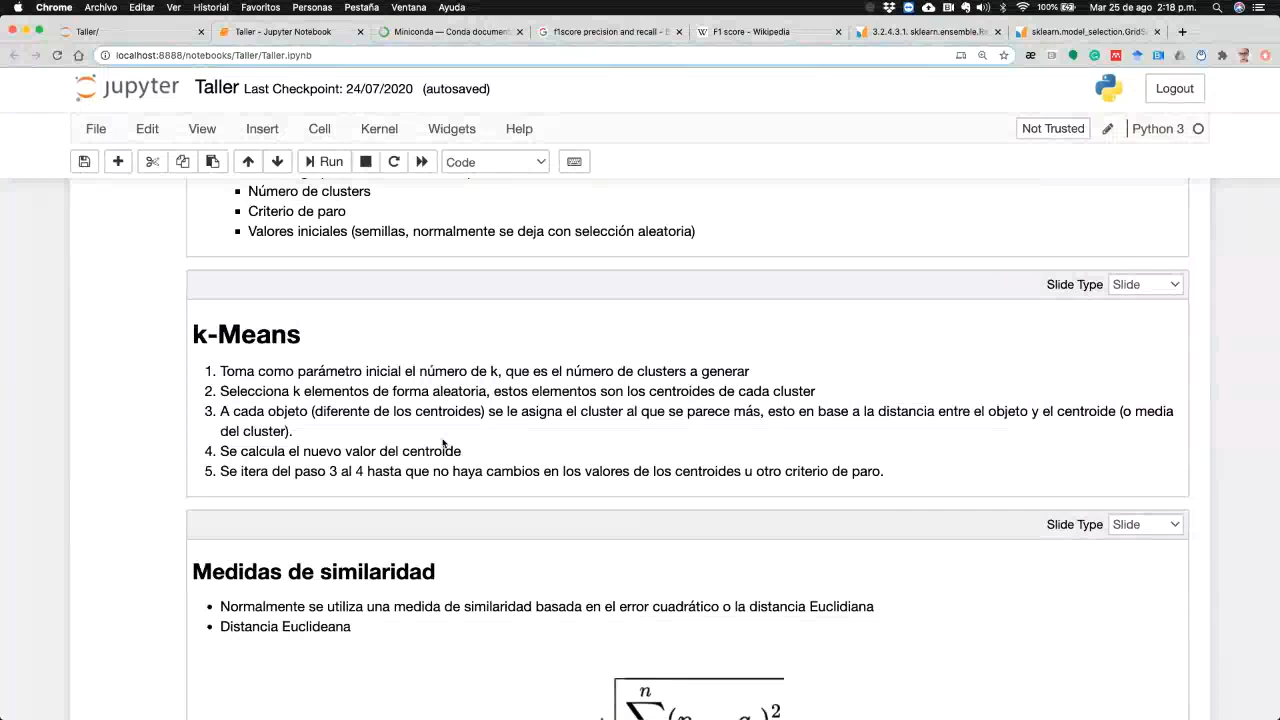 Chrome Archivo Editar Ver Historial Favoritos Personas Pestaña Ventana Ayuda 100% Mar 25 de ago 2:18 p.m.
Taller/ Taller - Jupyter Notebook Miniconda — Conda document f1score precision and recall - B F1 score - Wikipedia 3.2.4.3.1. sklearn.ensemble.Ra sklearn.model_selection.GridS
localhost:8888/notebooks/Taller/Taller.ipynb
jupyter Taller Last Checkpoint: 24/07/2020 (autosaved) Logout
File Edit View Insert Cell Kernel Widgets Help Not Trusted Python 3
Run Code
Número de clusters
Criterio de paro
Valores iniciales (semillas, normalmente se deja con selección aleatoria)
Slide Type Slide
k-Means
1. Toma como parámetro inicial el número de k, que es el número de clusters a generar
2. Selecciona k elementos de forma aleatoria, estos elementos son los centroides de cada cluster
3. A cada objeto (diferente de los centroides) se le asigna el cluster al que se parece más, esto en base a la distancia entre el objeto y el centroide (o media
del cluster).
4. Se calcula el nuevo valor del centroide
5. Se itera del paso 3 al 4 hasta que no haya cambios en los valores de los centroides u otro criterio de paro.
Slide Type Slide
Medidas de similaridad
Normalmente se utiliza una medida de similaridad basada en el error cuadrático o la distancia Euclidiana
Distancia Euclideana
n
2